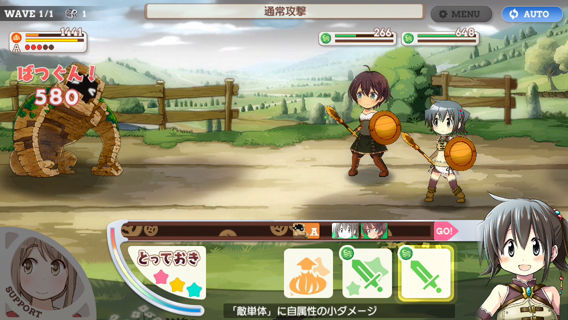 WAVE 1/1 1
通常攻撃
MENU
AUTO
1441
A
266
648
ばつぐん!
580
A
GO!
とっておき
SUPPORT
「敵単体」に自属性の小ダメージ